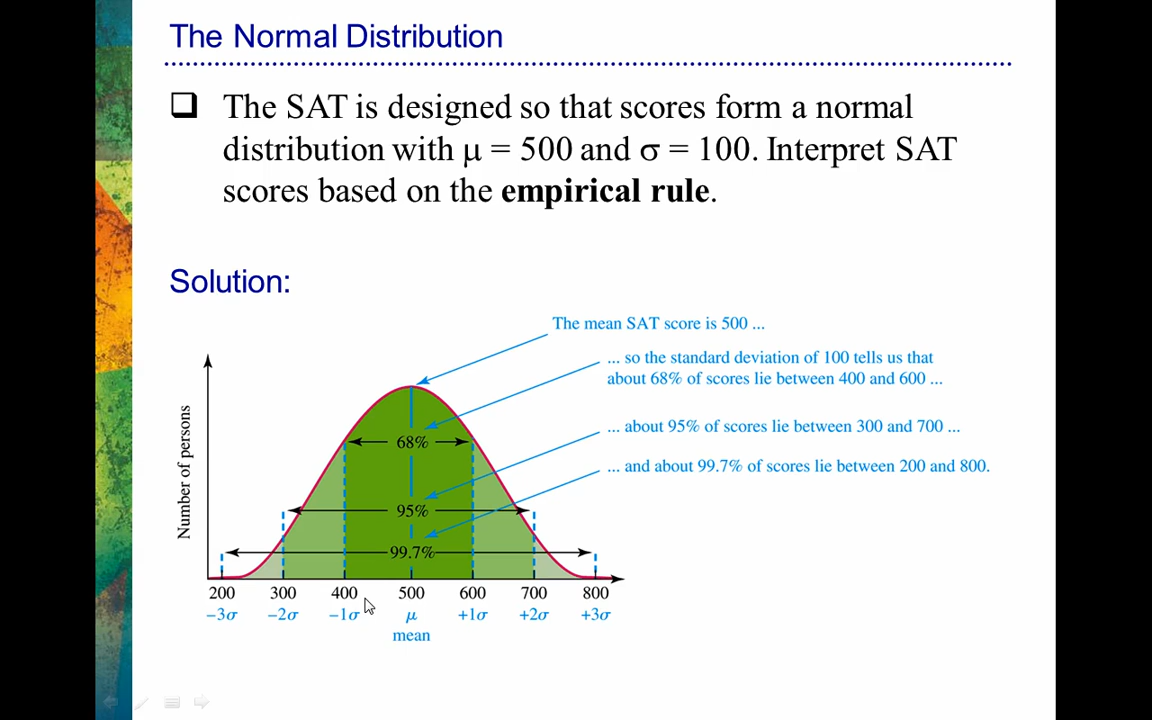 The Normal Distribution
The SAT is designed so that scores form a normal
distribution with μ = 500 and σ = 100. Interpret SAT
scores based on the empirical rule.
Solution:
The mean SAT score is 500 ...
... so the standard deviation of 100 tells us that
about 68% of scores lie between 400 and 600 ...
... about 95% of scores lie between 300 and 700 ...
... and about 99.7% of scores lie between 200 and 800.
Number of persons
68%
95%
99.7%
200 300 400 500 600 700 800
−3σ −2σ −1σ μ +1σ +2σ +3σ
mean